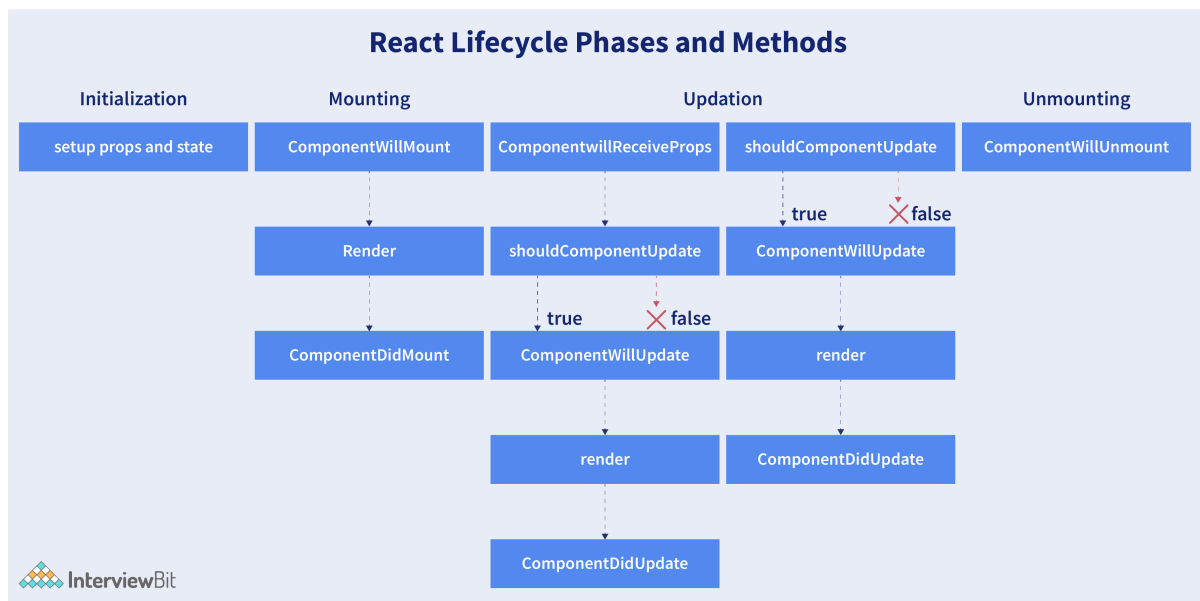 React Lifecycle Phases and Methods
Initialization
Mounting
Updation
Unmounting
setup props and state
ComponentWillMount
ComponentwillReceiveProps
shouldComponentUpdate
ComponentWillUnmount
true
false
Render
shouldComponentUpdate
ComponentWillUpdate
true
false
ComponentDidMount
ComponentWillUpdate
render
render
ComponentDidUpdate
ComponentDidUpdate
InterviewBit